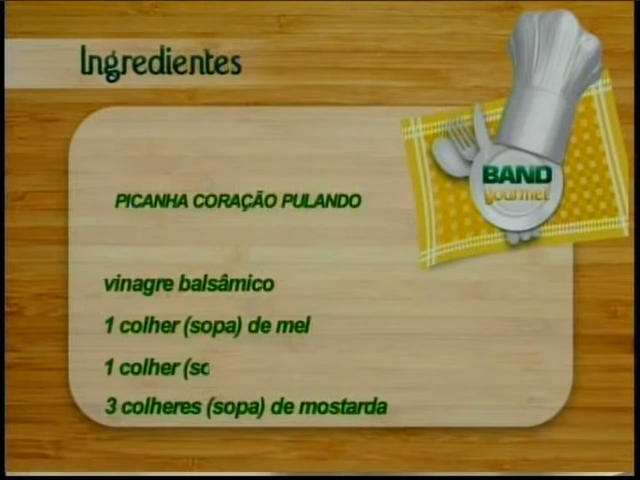 Ingredientes
BAND
gourmet
PICANHA CORAÇÃO PULANDO
vinagre balsâmico
1 colher (sopa) de mel
1 colher (so
3 colheres (sopa) de mostarda